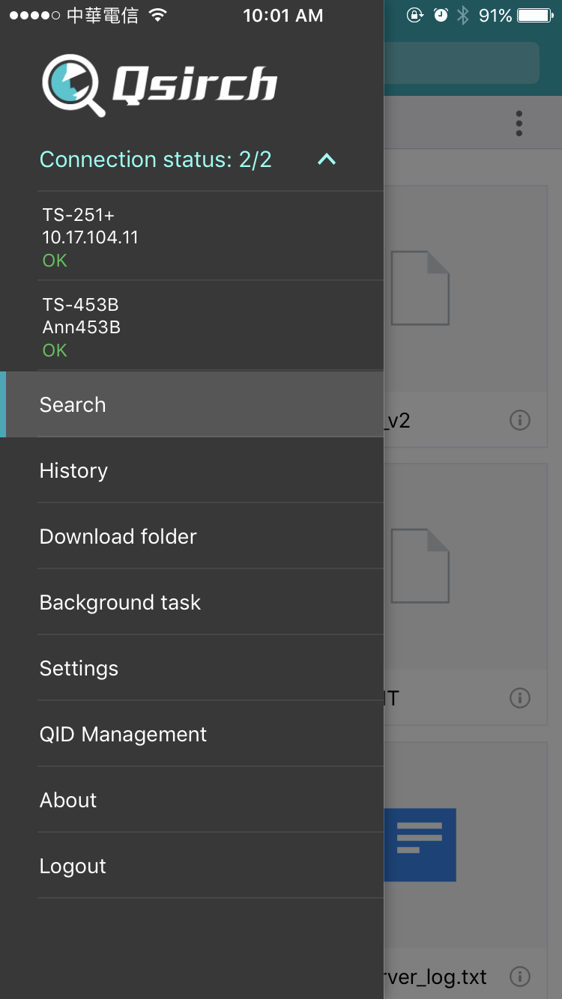 中華電信
10:01 AM
91%
Qsirch
Connection status: 2/2
TS-251+
10.17.104.11
OK
TS-453B
Ann453B
OK
Search
_v2
History
Download folder
Background task
Settings
IT
QID Management
About
Logout
rver_log.txt